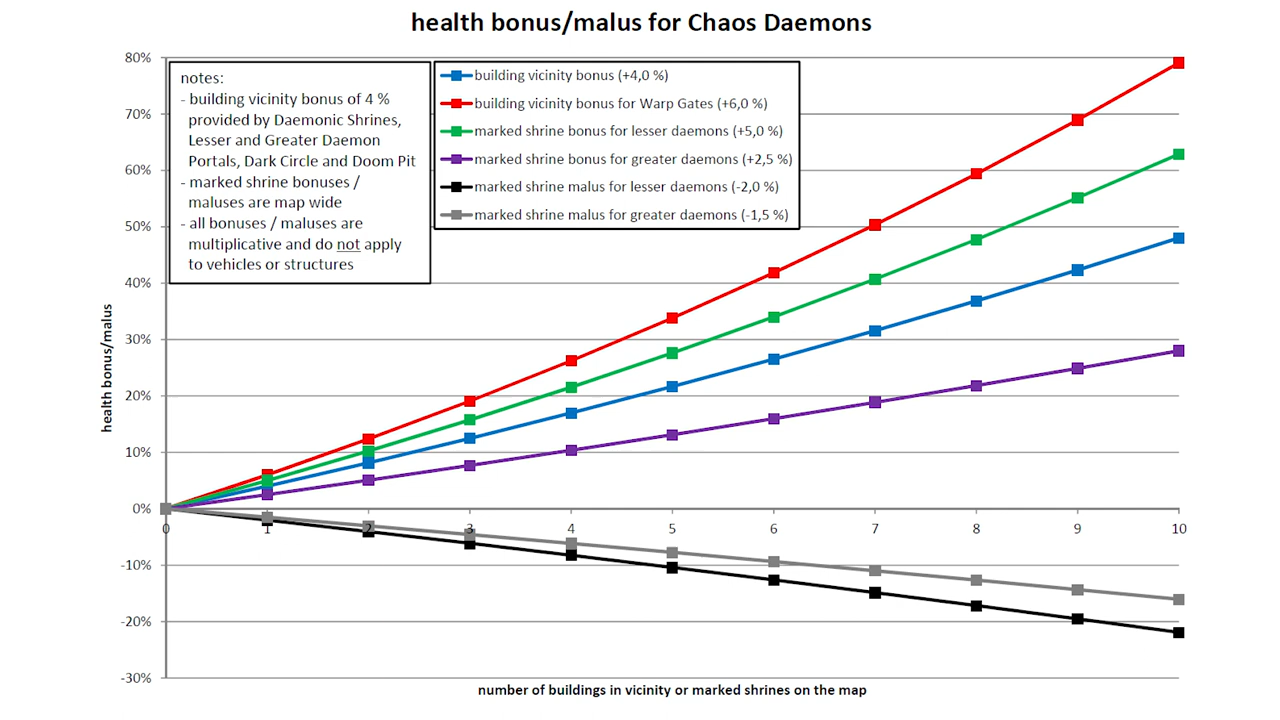 health bonus/malus for Chaos Daemons
80%
70%
60%
50%
40%
30%
20%
10%
0%
-10%
-20%
-30%
health bonus/malus
notes:
- building vicinity bonus of 4 %
provided by Daemonic Shrines,
Lesser and Greater Daemon
Portals, Dark Circle and Doom Pit
- marked shrine bonuses /
maluses are map wide
- all bonuses / maluses are
multiplicative and do not apply
to vehicles or structures
building vicinity bonus (+4,0 %)
building vicinity bonus for Warp Gates (+6,0 %)
marked shrine bonus for lesser daemons (+5,0 %)
marked shrine bonus for greater daemons (+2,5 %)
marked shrine malus for lesser daemons (-2,0 %)
marked shrine malus for greater daemons (-1,5 %)
0 1 2 3 4 5 6 7 8 9 10
number of buildings in vicinity or marked shrines on the map